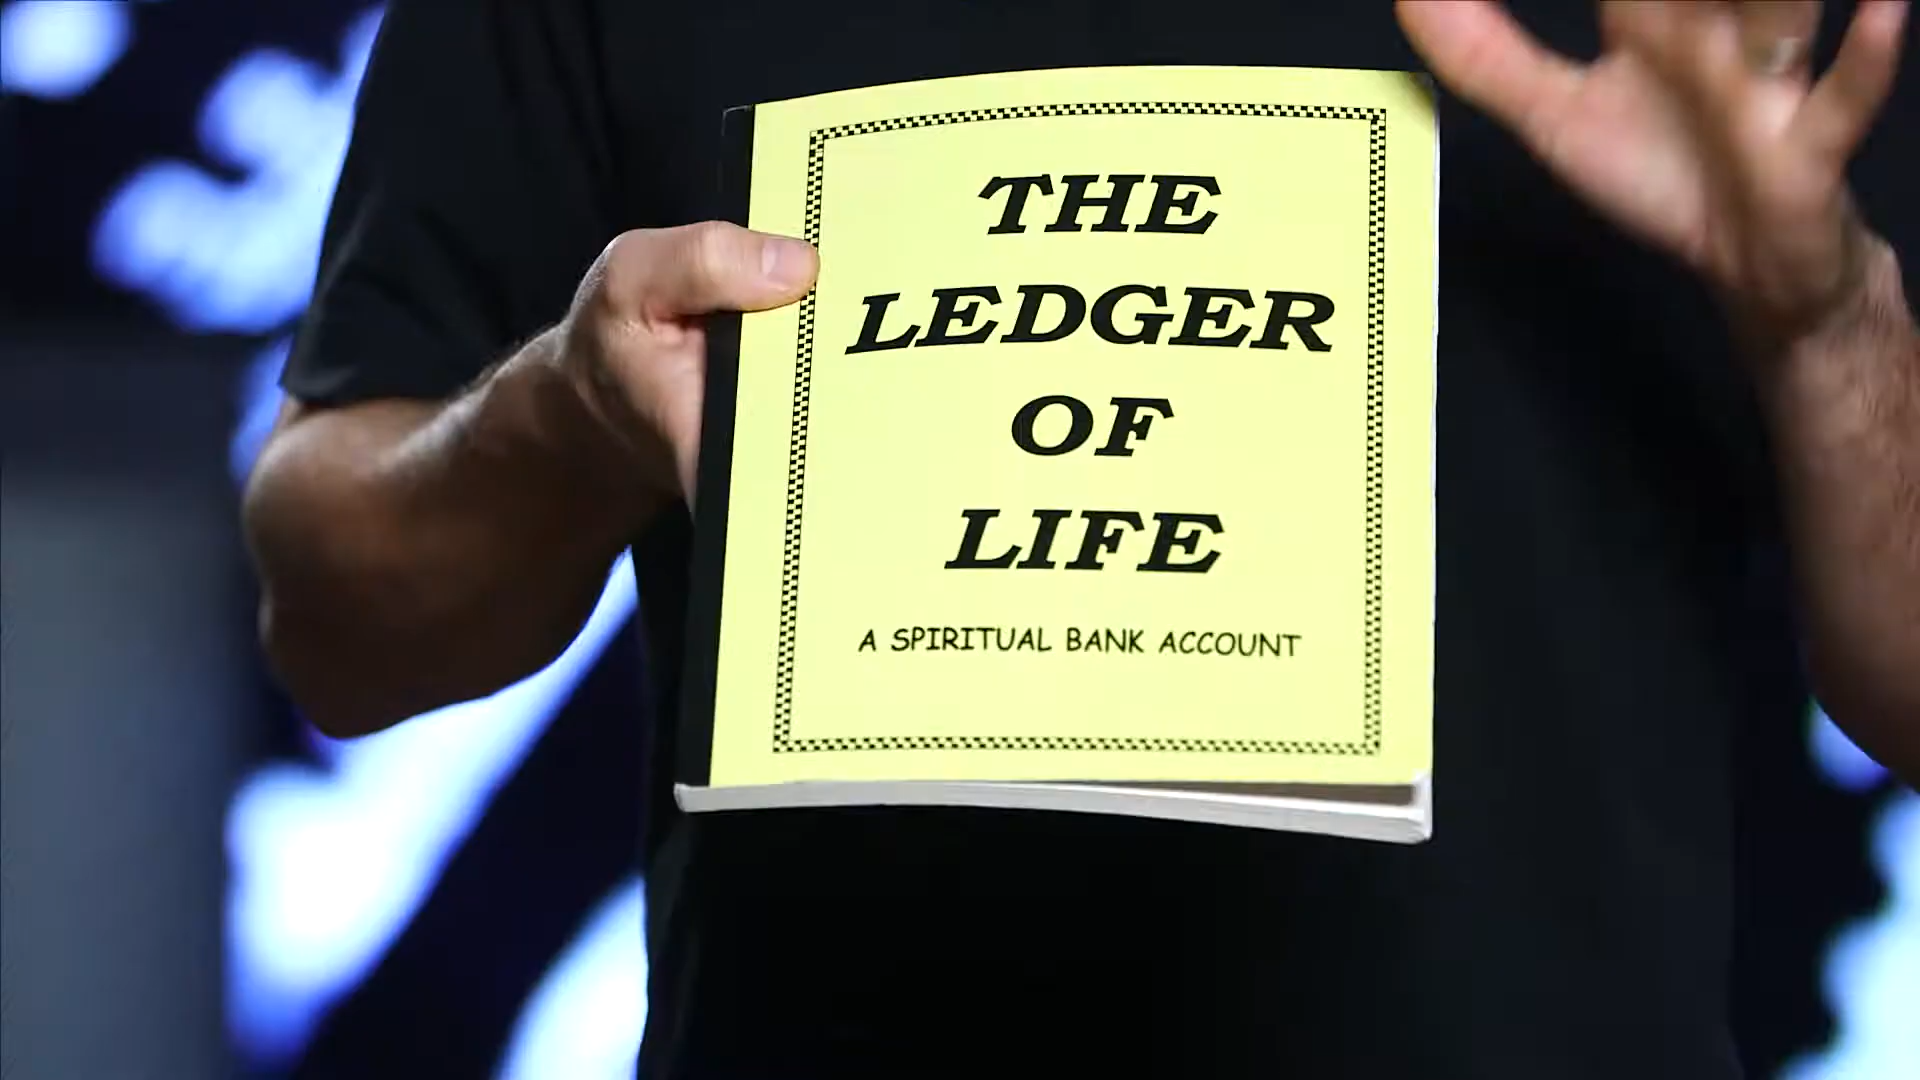 THE
LEDGER
OF
LIFE
A SPIRITUAL BANK ACCOUNT